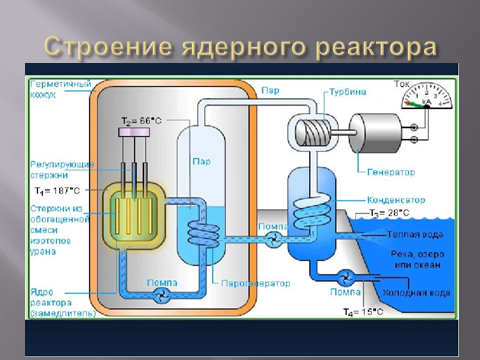 Строение ядерного реактора
Герметичный
кожух
Пар
Турбина
Ток
кА
T₂= 66°C
Регулирующие
стержни
Пар
Генератор
T₁= 187°C
Конденсатор
Стержни из
обогащенной
смеси
изотопов
урана
T₃= 28°C
Помпа
Теплая вода
Река, озеро
или океан
Помпа
Парогенератор
Ядро
реактора
(замедлитель)
Помпа
Холодная вода
T₄= 15°C